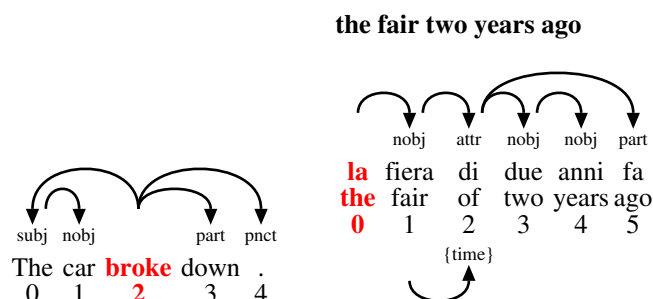 the fair two years ago
nobj attr nobj nobj part
la fiera di due anni fa
the fair of two years ago
0 1 2 3 4 5
{time}
subj nobj part pnct
The car broke down .
0 1 2 3 4